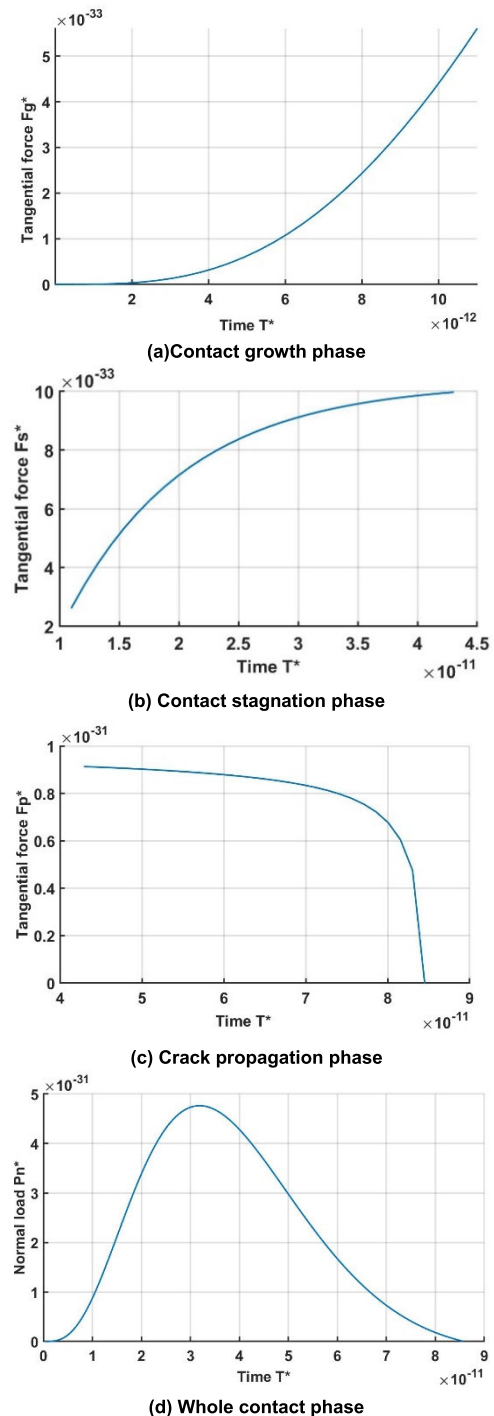 ×10-33
5
4
3
2
1
0
Tangential force Fg*
2 4 6 8 10
Time T*
×10-12
(a)Contact growth phase
×10-33
10
8
6
4
2
Tangential force Fs*
1 1.5 2 2.5 3 3.5 4 4.5
Time T*
×10-11
(b) Contact stagnation phase
×10-31
1
0.8
0.6
0.4
0.2
0
Tangential force Fp*
4 5 6 7 8 9
Time T*
×10-11
(c) Crack propagation phase
×10-31
5
4
3
2
1
0
Normal load Pn*
0 1 2 3 4 5 6 7 8 9
Time T*
×10-11
(d) Whole contact phase